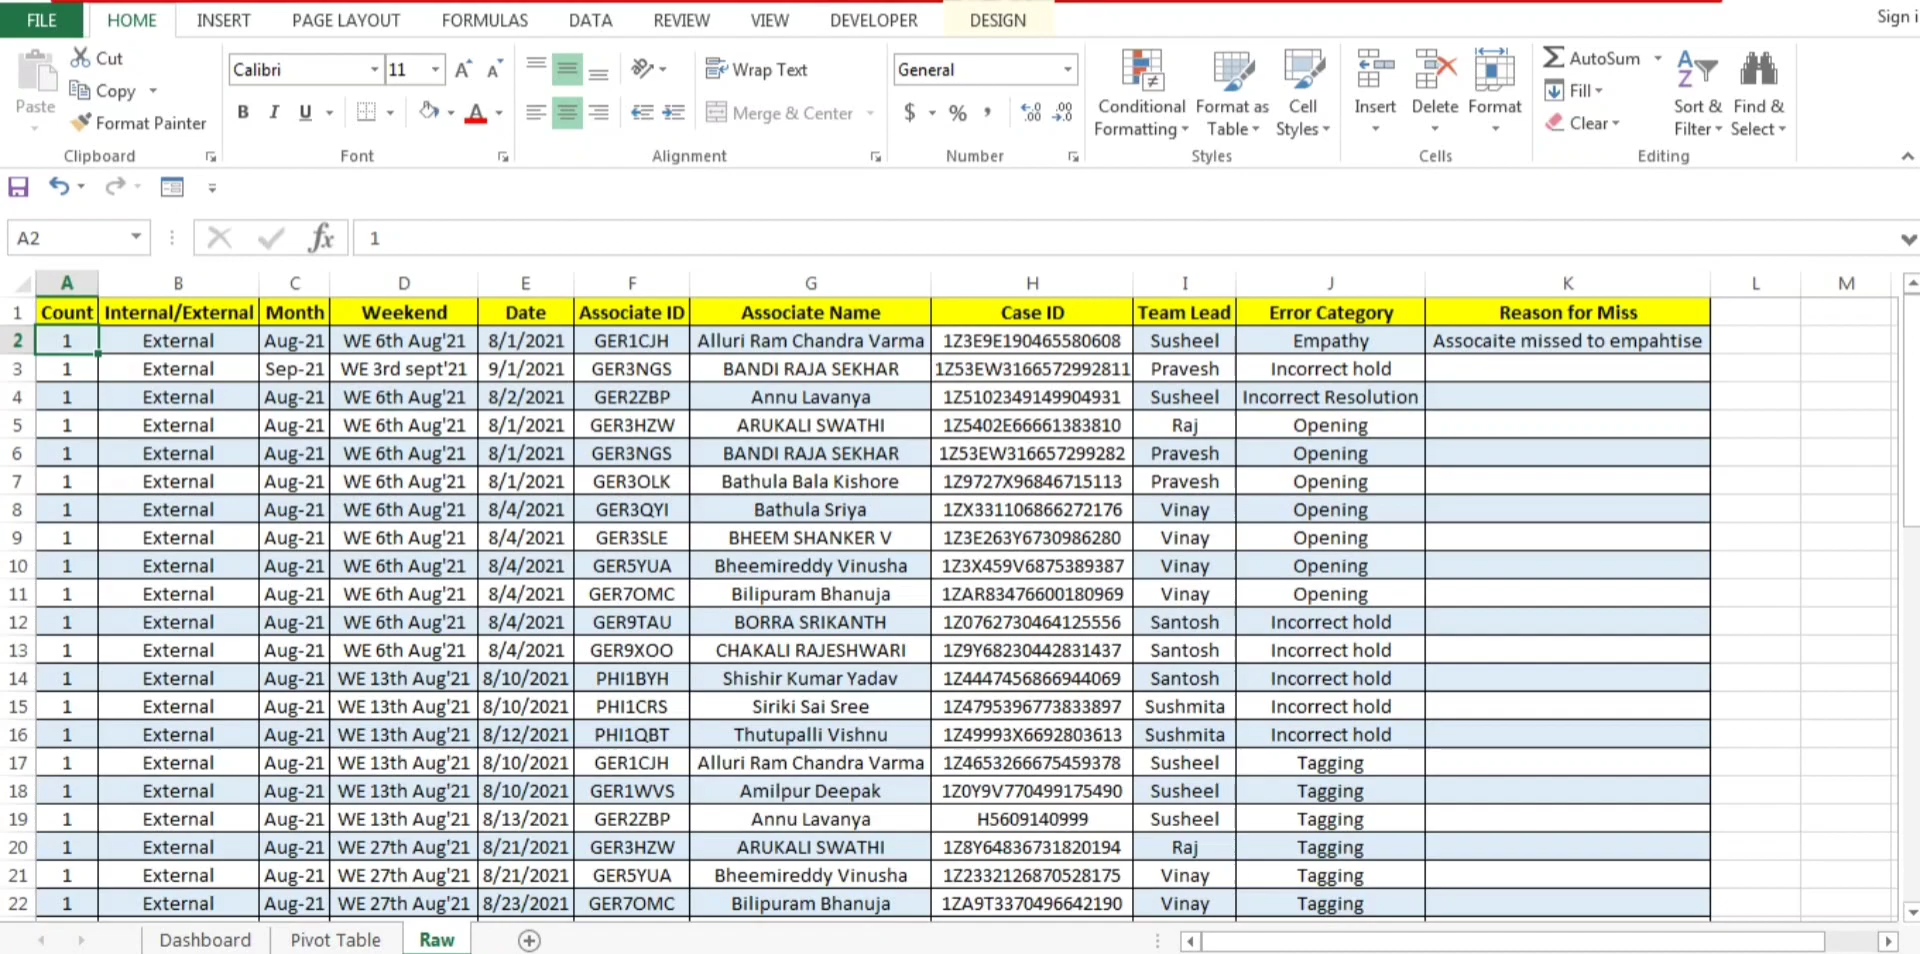 FILE HOME INSERT PAGE LAYOUT FORMULAS DATA REVIEW VIEW DEVELOPER DESIGN Sign i
Cut
Copy
Format Painter
Paste
Clipboard
Calibri 11
B I U
Font
Wrap Text
Merge & Center
Alignment
General
$ % ,
Number
Conditional Formatting
Format as Table
Cell Styles
Styles
Insert Delete Format
Cells
AutoSum
Fill
Clear
Sort & Filter
Find & Select
Editing
A2 fx 1
A B C D E F G H I J K L M
1 Count Internal/External Month Weekend Date Associate ID Associate Name Case ID Team Lead Error Category Reason for Miss
2 1 External Aug-21 WE 6th Aug'21 8/1/2021 GER1CJH Alluri Ram Chandra Varma 1Z3E9E190465580608 Susheel Empathy Assocaite missed to empahtise
3 1 External Sep-21 WE 3rd sept'21 9/1/2021 GER3NGS BANDI RAJA SEKHAR 1Z53EW3166572992811 Pravesh Incorrect hold
4 1 External Aug-21 WE 6th Aug'21 8/2/2021 GER2ZBP Annu Lavanya 1Z5102349149904931 Susheel Incorrect Resolution
5 1 External Aug-21 WE 6th Aug'21 8/1/2021 GER3HZW ARUKALI SWATHI 1Z5402E66661383810 Raj Opening
6 1 External Aug-21 WE 6th Aug'21 8/1/2021 GER3NGS BANDI RAJA SEKHAR 1Z53EW316657299282 Pravesh Opening
7 1 External Aug-21 WE 6th Aug'21 8/1/2021 GER3OLK Bathula Bala Kishore 1Z9727X96846715113 Pravesh Opening
8 1 External Aug-21 WE 6th Aug'21 8/4/2021 GER3QYI Bathula Sriya 1ZX331106866272176 Vinay Opening
9 1 External Aug-21 WE 6th Aug'21 8/4/2021 GER3SLE BHEEM SHANKER V 1Z3E263Y6730986280 Vinay Opening
10 1 External Aug-21 WE 6th Aug'21 8/4/2021 GER5YUA Bheemireddy Vinusha 1Z3X459V6875389387 Vinay Opening
11 1 External Aug-21 WE 6th Aug'21 8/4/2021 GER7OMC Bilipuram Bhanuja 1ZAR83476600180969 Vinay Opening
12 1 External Aug-21 WE 6th Aug'21 8/4/2021 GER9TAU BORRA SRIKANTH 1Z0762730464125556 Santosh Incorrect hold
13 1 External Aug-21 WE 6th Aug'21 8/4/2021 GER9XOO CHAKALI RAJESHWARI 1Z9Y68230442831437 Santosh Incorrect hold
14 1 External Aug-21 WE 13th Aug'21 8/10/2021 PHI1BYH Shishir Kumar Yadav 1Z4447456866944069 Santosh Incorrect hold
15 1 External Aug-21 WE 13th Aug'21 8/10/2021 PHI1CRS Siriki Sai Sree 1Z4795396773833897 Sushmita Incorrect hold
16 1 External Aug-21 WE 13th Aug'21 8/12/2021 PHI1QBT Thutupalli Vishnu 1Z49993X6692803613 Sushmita Incorrect hold
17 1 External Aug-21 WE 13th Aug'21 8/10/2021 GER1CJH Alluri Ram Chandra Varma 1Z4653266675459378 Susheel Tagging
18 1 External Aug-21 WE 13th Aug'21 8/10/2021 GER1WVS Amilpur Deepak 1Z0Y9V770499175490 Susheel Tagging
19 1 External Aug-21 WE 13th Aug'21 8/13/2021 GER2ZBP Annu Lavanya H5609140999 Susheel Tagging
20 1 External Aug-21 WE 27th Aug'21 8/21/2021 GER3HZW ARUKALI SWATHI 1Z8Y64836731820194 Raj Tagging
21 1 External Aug-21 WE 27th Aug'21 8/21/2021 GER5YUA Bheemireddy Vinusha 1Z2332126870528175 Vinay Tagging
22 1 External Aug-21 WE 27th Aug'21 8/23/2021 GER7OMC Bilipuram Bhanuja 1ZA9T3370496642190 Vinay Tagging
Dashboard Pivot Table Raw